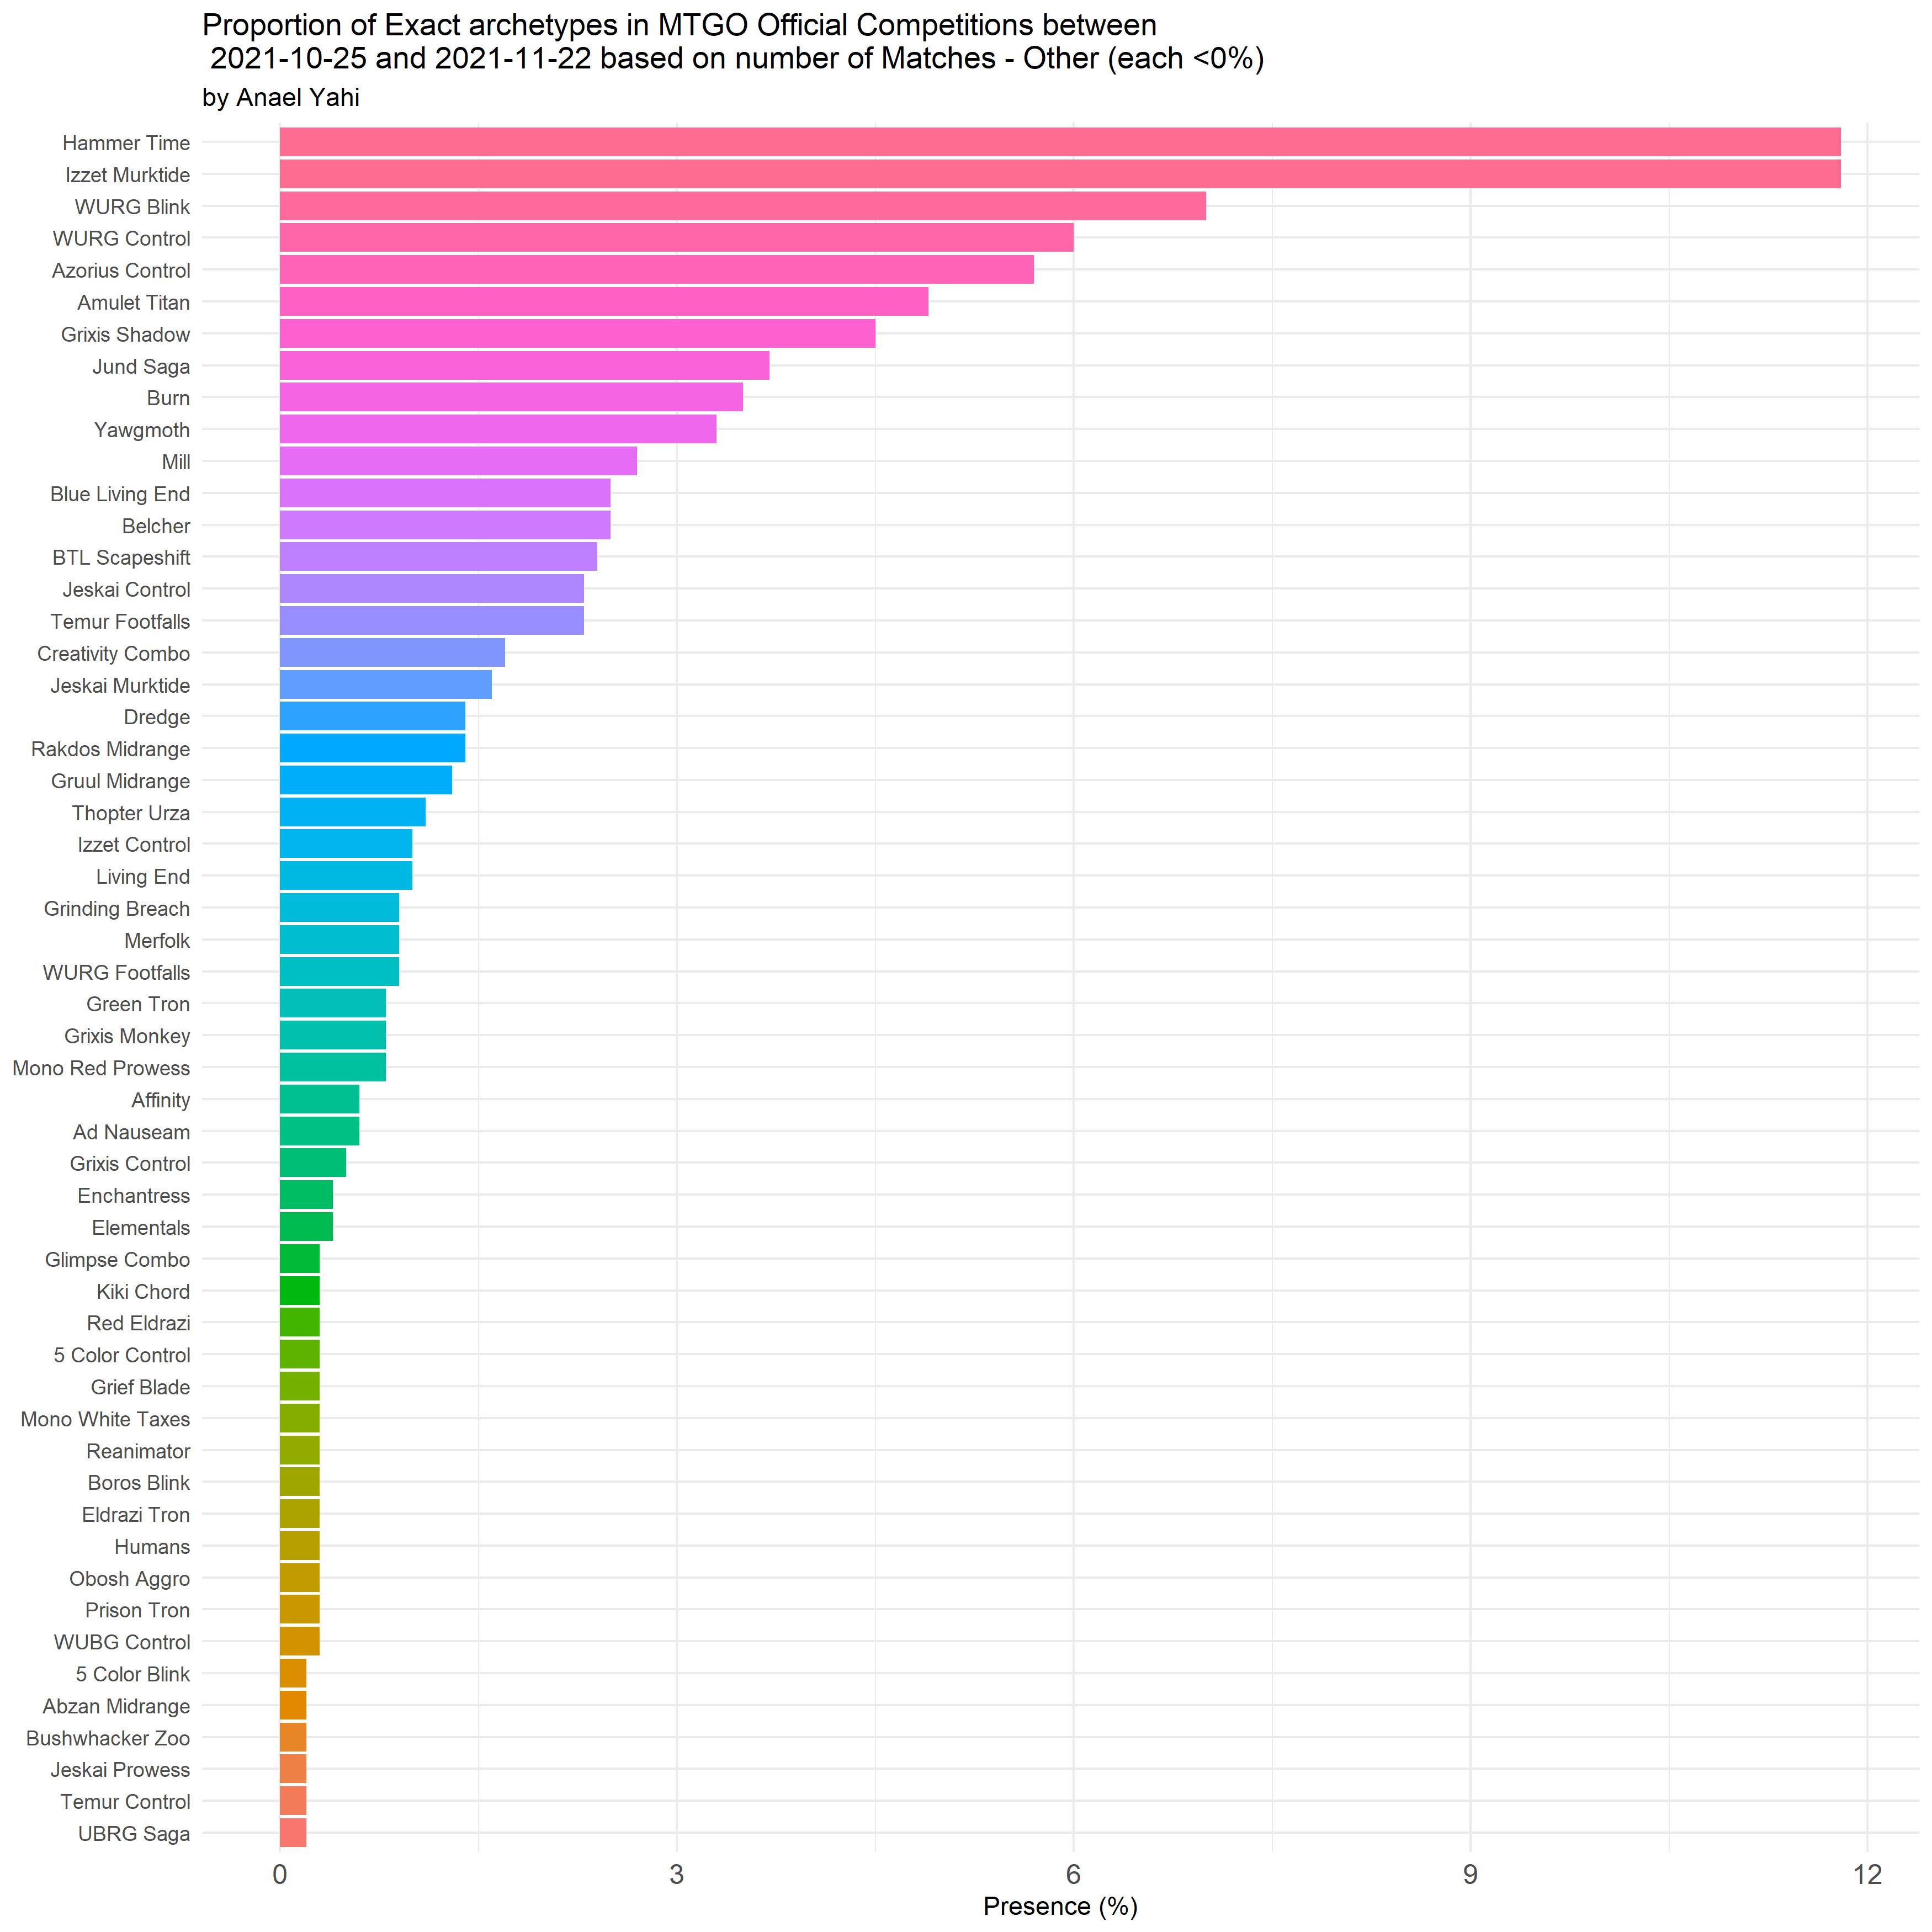 Proportion of Exact archetypes in MTGO Official Competitions between
2021-10-25 and 2021-11-22 based on number of Matches - Other (each <0%)
by Anael Yahi
Hammer Time
Izzet Murktide
WURG Blink
WURG Control
Azorius Control
Amulet Titan
Grixis Shadow
Jund Saga
Burn
Yawgmoth
Mill
Blue Living End
Belcher
BTL Scapeshift
Jeskai Control
Temur Footfalls
Creativity Combo
Jeskai Murktide
Dredge
Rakdos Midrange
Gruul Midrange
Thopter Urza
Izzet Control
Living End
Grinding Breach
Merfolk
WURG Footfalls
Green Tron
Grixis Monkey
Mono Red Prowess
Affinity
Ad Nauseam
Grixis Control
Enchantress
Elementals
Glimpse Combo
Kiki Chord
Red Eldrazi
5 Color Control
Grief Blade
Mono White Taxes
Reanimator
Boros Blink
Eldrazi Tron
Humans
Obosh Aggro
Prison Tron
WUBG Control
5 Color Blink
Abzan Midrange
Bushwhacker Zoo
Jeskai Prowess
Temur Control
UBRG Saga
0 3 6 9 12
Presence (%)